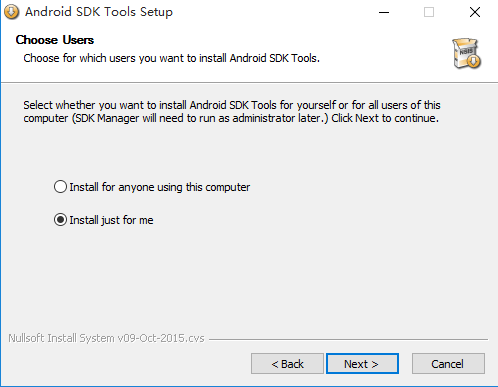 Android SDK Tools Setup
Choose Users
Choose for which users you want to install Android SDK Tools.
NSIS
Select whether you want to install Android SDK Tools for yourself or for all users of this
computer (SDK Manager will need to run as administrator later.) Click Next to continue.
Install for anyone using this computer
Install just for me
Nullsoft Install System v09-Oct-2015.cvs
< Back
Next >
Cancel